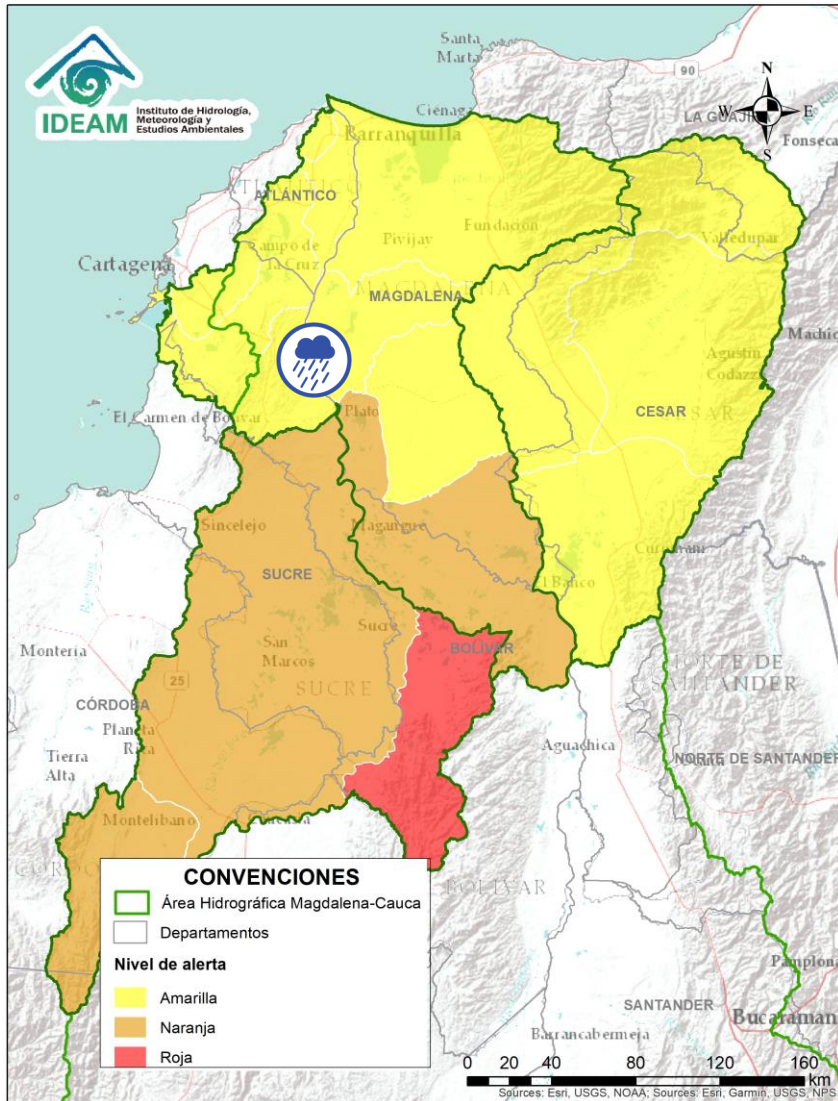 IDEAM
Instituto de Hidrología,
Meteorología y
Estudios Ambientales
Santa
Marta
90
N
W
E
S
Ciénaga
LA GUAJI
Fonseca
Barranquilla
ATLÁNTICO
Fundación
Pivijay
Valledupar
Campo de
la Cruz
Cartagena
MAGDALENA
MAGDALENA
Agustín
Codazzi
CESAR
El Carmen de Bolívar
Plato
Sincelejo
Magangué
SUCRE
El Banco
Sucre
BOLÍVAR
Montería
San
Marcos
SUCRE
25
NORTE DE
SANTANDER
CÓRDOBA
Planeta
Rica
Aguachica
Tierra
Alta
NORTE DE SANTANDER
Montelíbano
BOLÍVAR
CONVENCIONES
Área Hidrográfica Magdalena-Cauca
Departamentos
Nivel de alerta
Amarilla
Naranja
Roja
Pamplona
SANTANDER
Bucaraman
Barrancabermeja
0 20 40 80 120 160
km
Sources: Esri, USGS, NOAA; Sources: Esri, Garmin, USGS, NPS